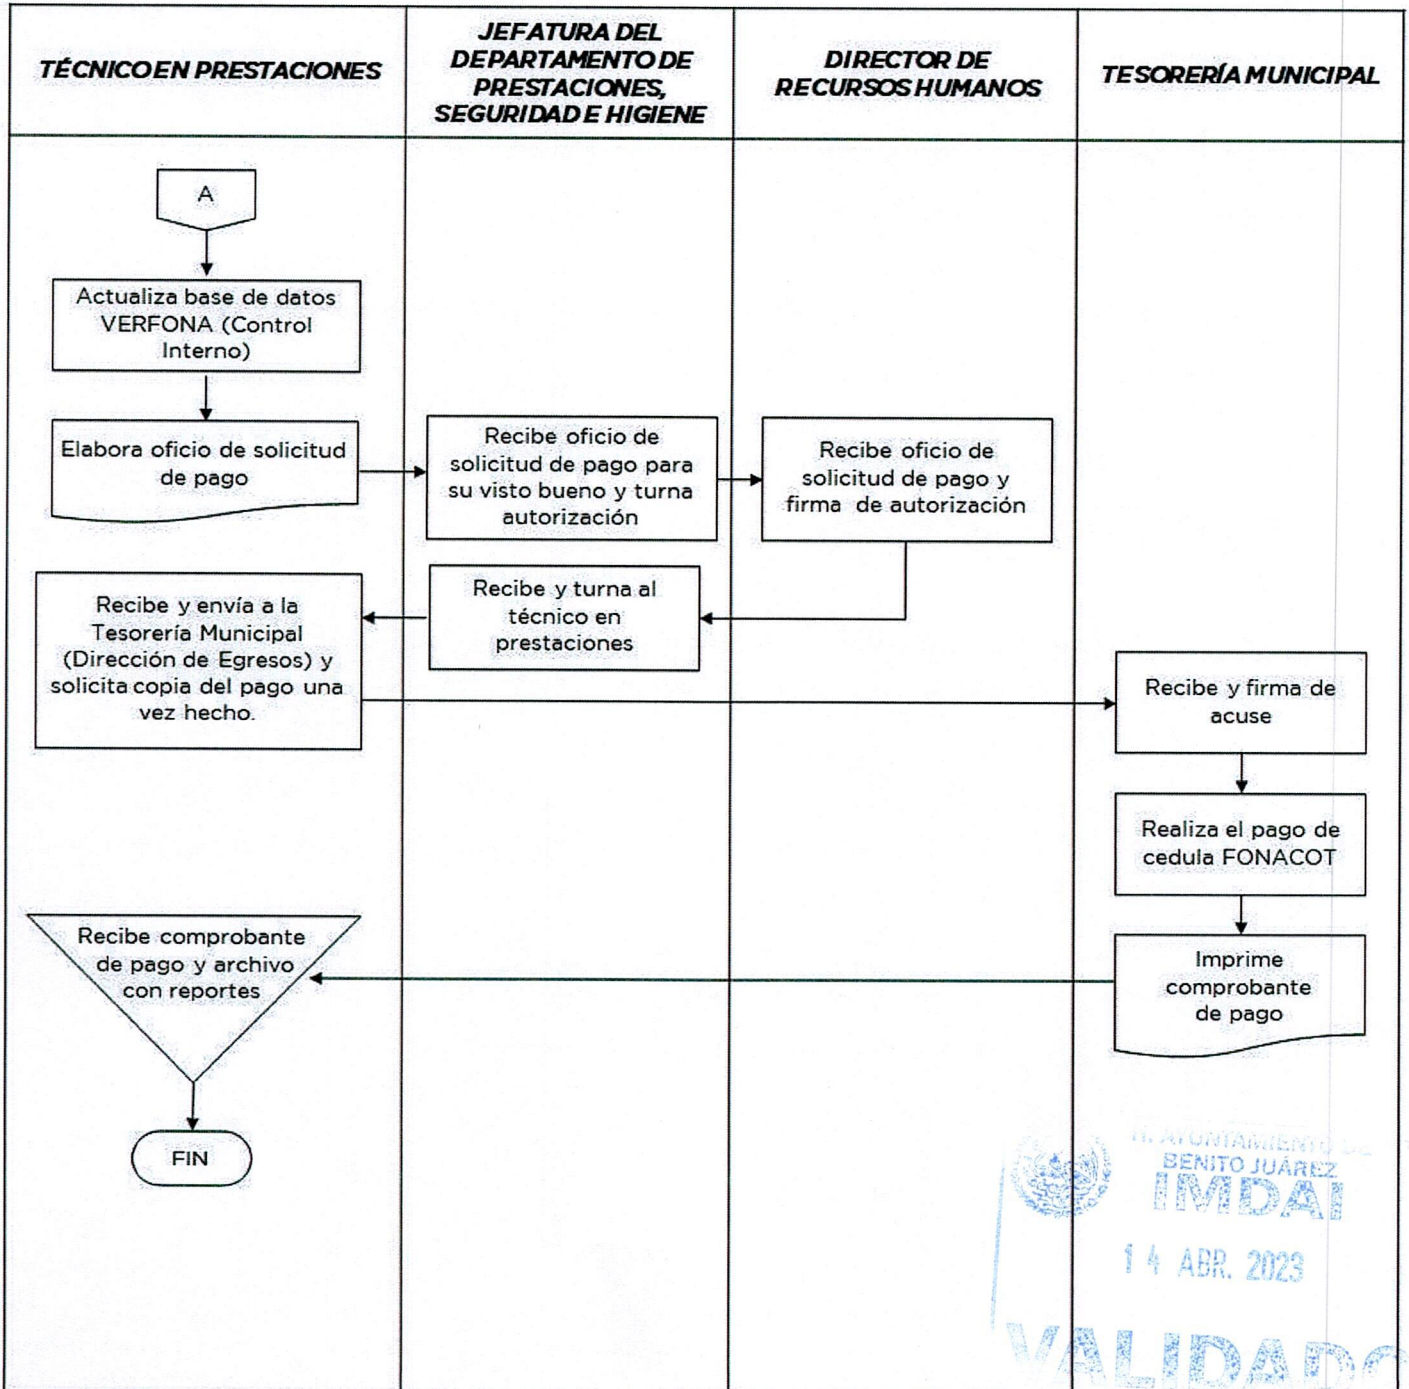 TÉCNICO EN PRESTACIONES
JEFATURA DEL
DEPARTAMENTO DE
PRESTACIONES,
SEGURIDAD E HIGIENE
DIRECTOR DE
RECURSOS HUMANOS
TESORERÍA MUNICIPAL
A
Actualiza base de datos
VERFONA (Control
Interno)
Elabora oficio de solicitud
de pago
Recibe oficio de
solicitud de pago para
su visto bueno y turna
autorización
Recibe oficio de
solicitud de pago y
firma de autorización
Recibe y turna al
técnico en
prestaciones
Recibe y envía a la
Tesorería Municipal
(Dirección de Egresos) y
solicita copia del pago una
vez hecho.
Recibe y firma de
acuse
Realiza el pago de
cedula FONACOT
Imprime
comprobante
de pago
Recibe comprobante
de pago y archivo
con reportes
FIN
H. AYUNTAMIENTO DE
BENITO JUÁREZ
IMDAI
14 ABR. 2023
VALIDADO